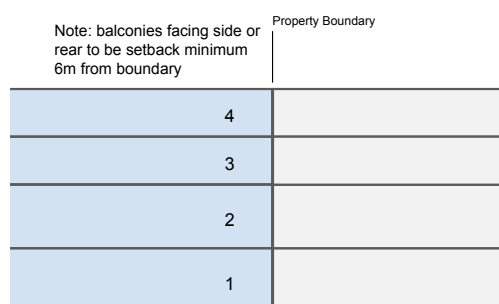 Note: balconies facing side or
rear to be setback minimum
6m from boundary
Property Boundary
4
3
2
1